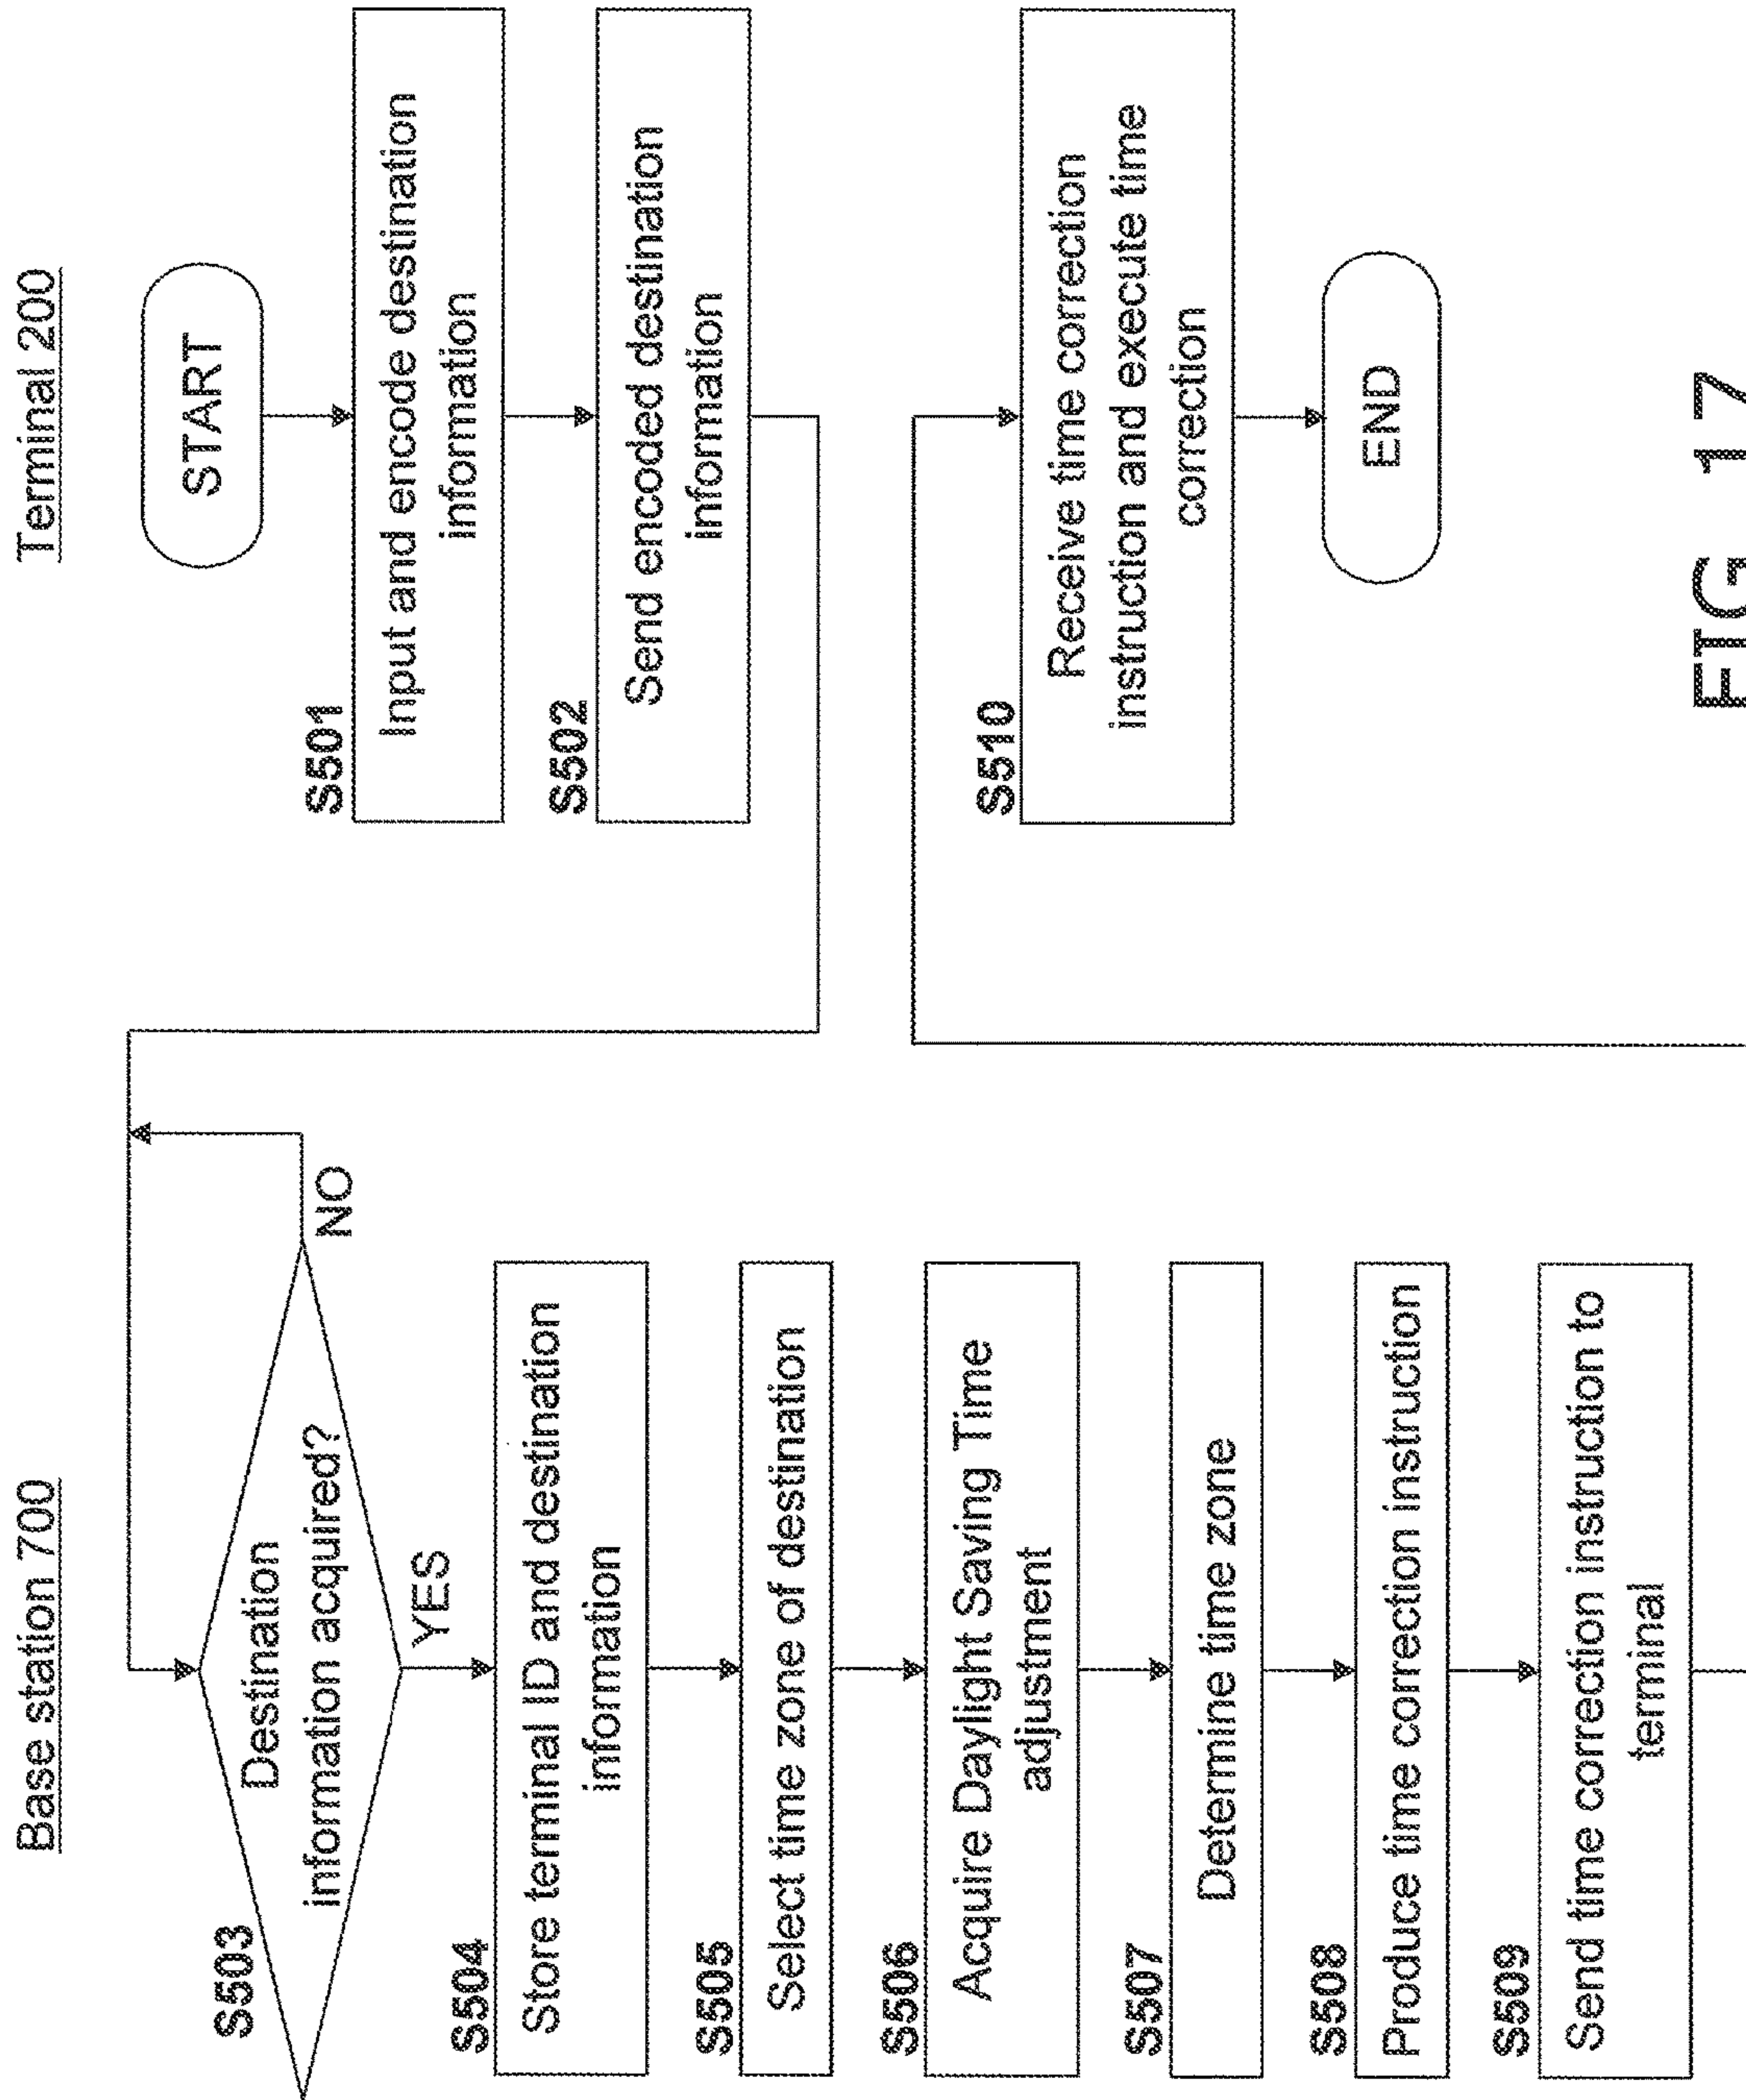 Base station 700
S503
Destination
information acquired?
NO
YES
S504
Store terminal ID and destination
information
S505
Select time zone of destination
S506
Acquire Daylight Saving Time
adjustment
S507
Determine time zone
S508
Produce time correction instruction
S509
Send time correction instruction to
terminal
Terminal 200
START
S501
Input and encode destination
information
S502
Send encoded destination
information
S510
Receive time correction
instruction and execute time
correction
END
FIG. 17